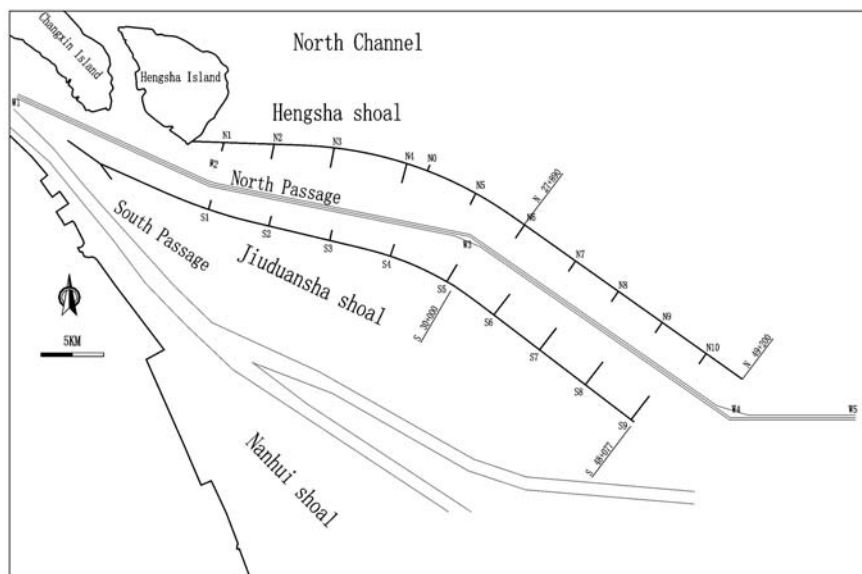 North Channel
Changxin Island
Hengsha Island
Hengsha shoal
W1
N1
N2
N3
N4
N0
W2
North Passage
N5
N 27+890
N6
South Passage
S1
S2
S3
S4
W3
Jiuduansha shoal
N7
S5
N8
S 30+000
S6
N9
5KM
S7
N10
N 49+200
S8
W4
W5
S9
Nanhui shoal
S 48+077